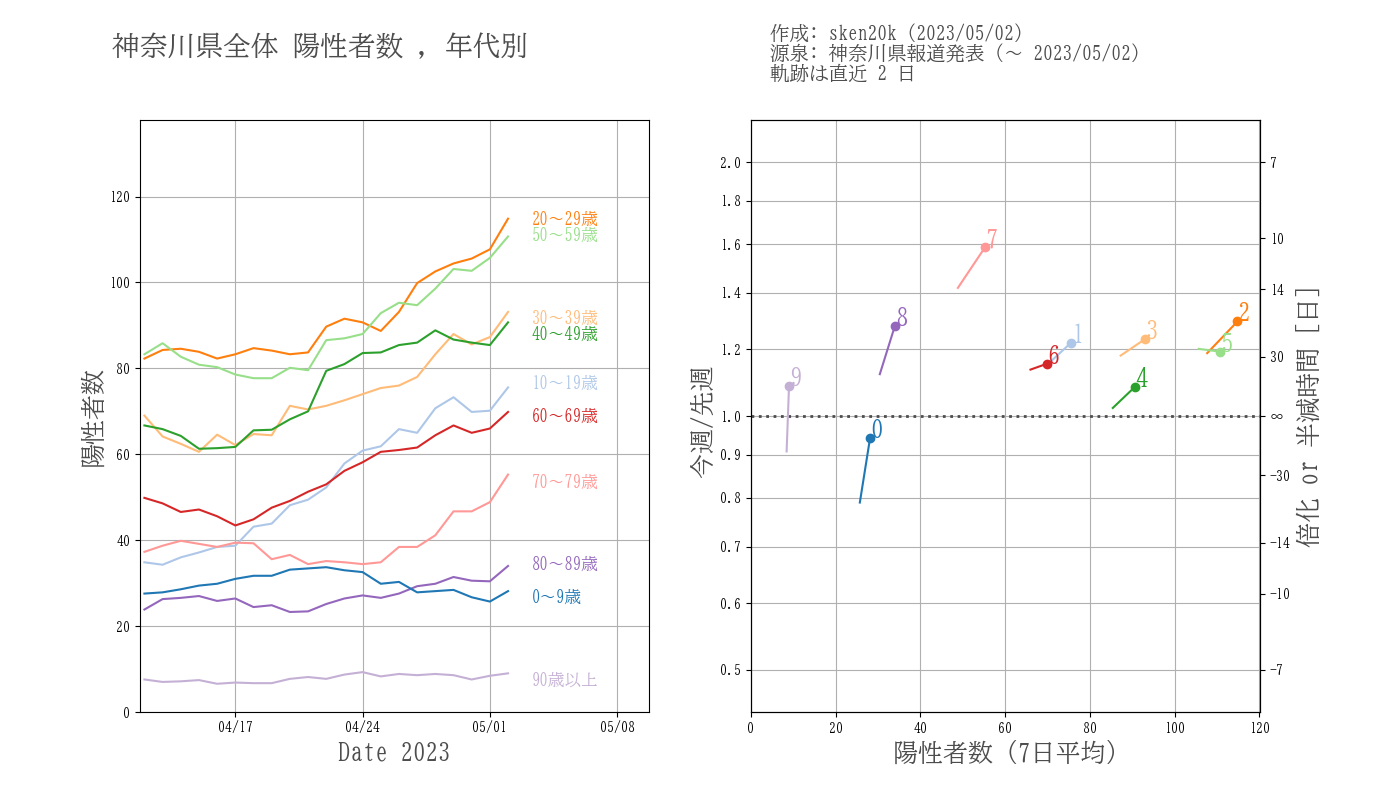 神奈川県全体 陽性者数 , 年代別
作成: sken20k (2023/05/02)
源泉: 神奈川県報道発表 (〜 2023/05/02)
軌跡は直近 2 日
陽性者数
120
100
80
60
40
20
0
04/17
04/24
05/01
05/08
Date 2023
20〜29歳
50〜59歳
30〜39歳
40〜49歳
10〜19歳
60〜69歳
70〜79歳
80〜89歳
0〜9歳
90歳以上
今週/先週
2.0
1.8
1.6
1.4
1.2
1.0
0.9
0.8
0.7
0.6
0.5
7
8
2
1
3
5
6
9
4
0
0
20
40
60
80
100
120
陽性者数 (7日平均)
7
10
14
30
∞
−30
−14
−10
−7
倍化 or 半減時間 [日]